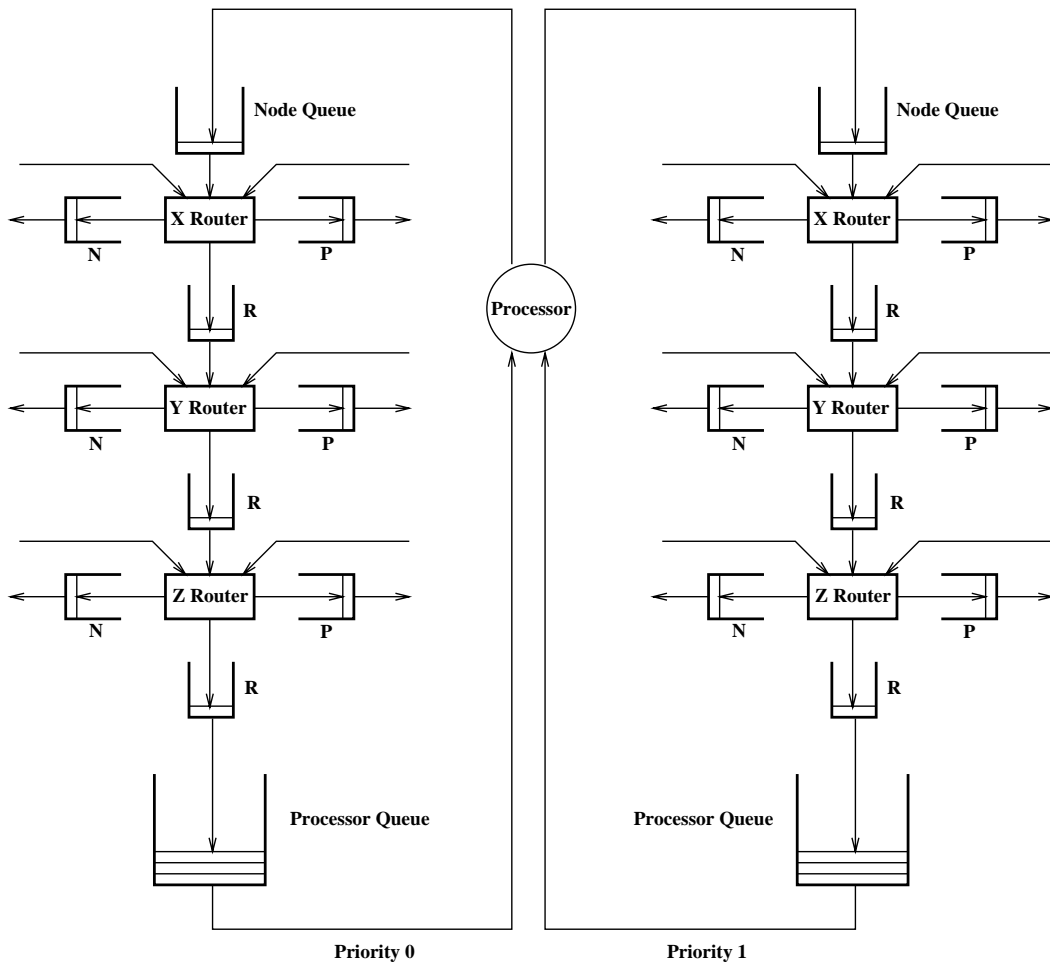 Node Queue
Node Queue
X Router
X Router
N
P
N
P
R
Processor
R
Y Router
Y Router
N
P
N
P
R
R
Z Router
Z Router
N
P
N
P
R
R
Processor Queue
Processor Queue
Priority 0
Priority 1